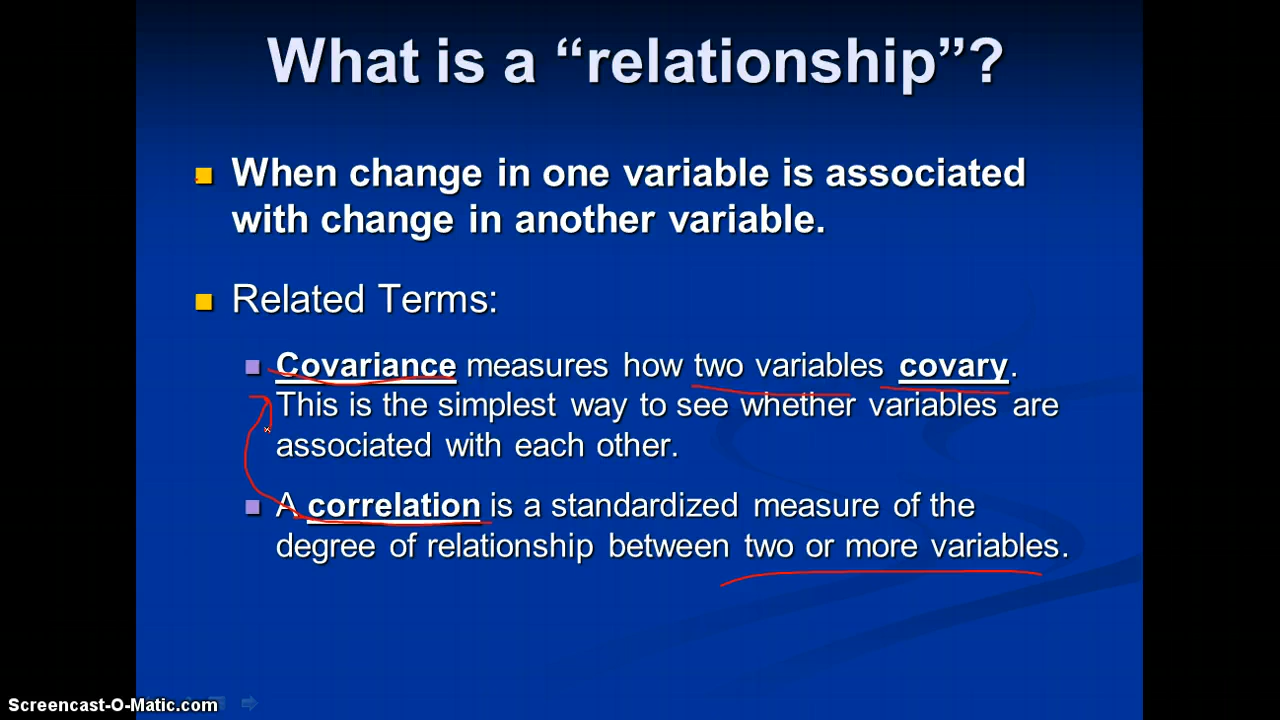 What is a “relationship”?
When change in one variable is associated
with change in another variable.
Related Terms:
Covariance measures how two variables covary.
This is the simplest way to see whether variables are
associated with each other.
A correlation is a standardized measure of the
degree of relationship between two or more variables.
Screencast-O-Matic.com